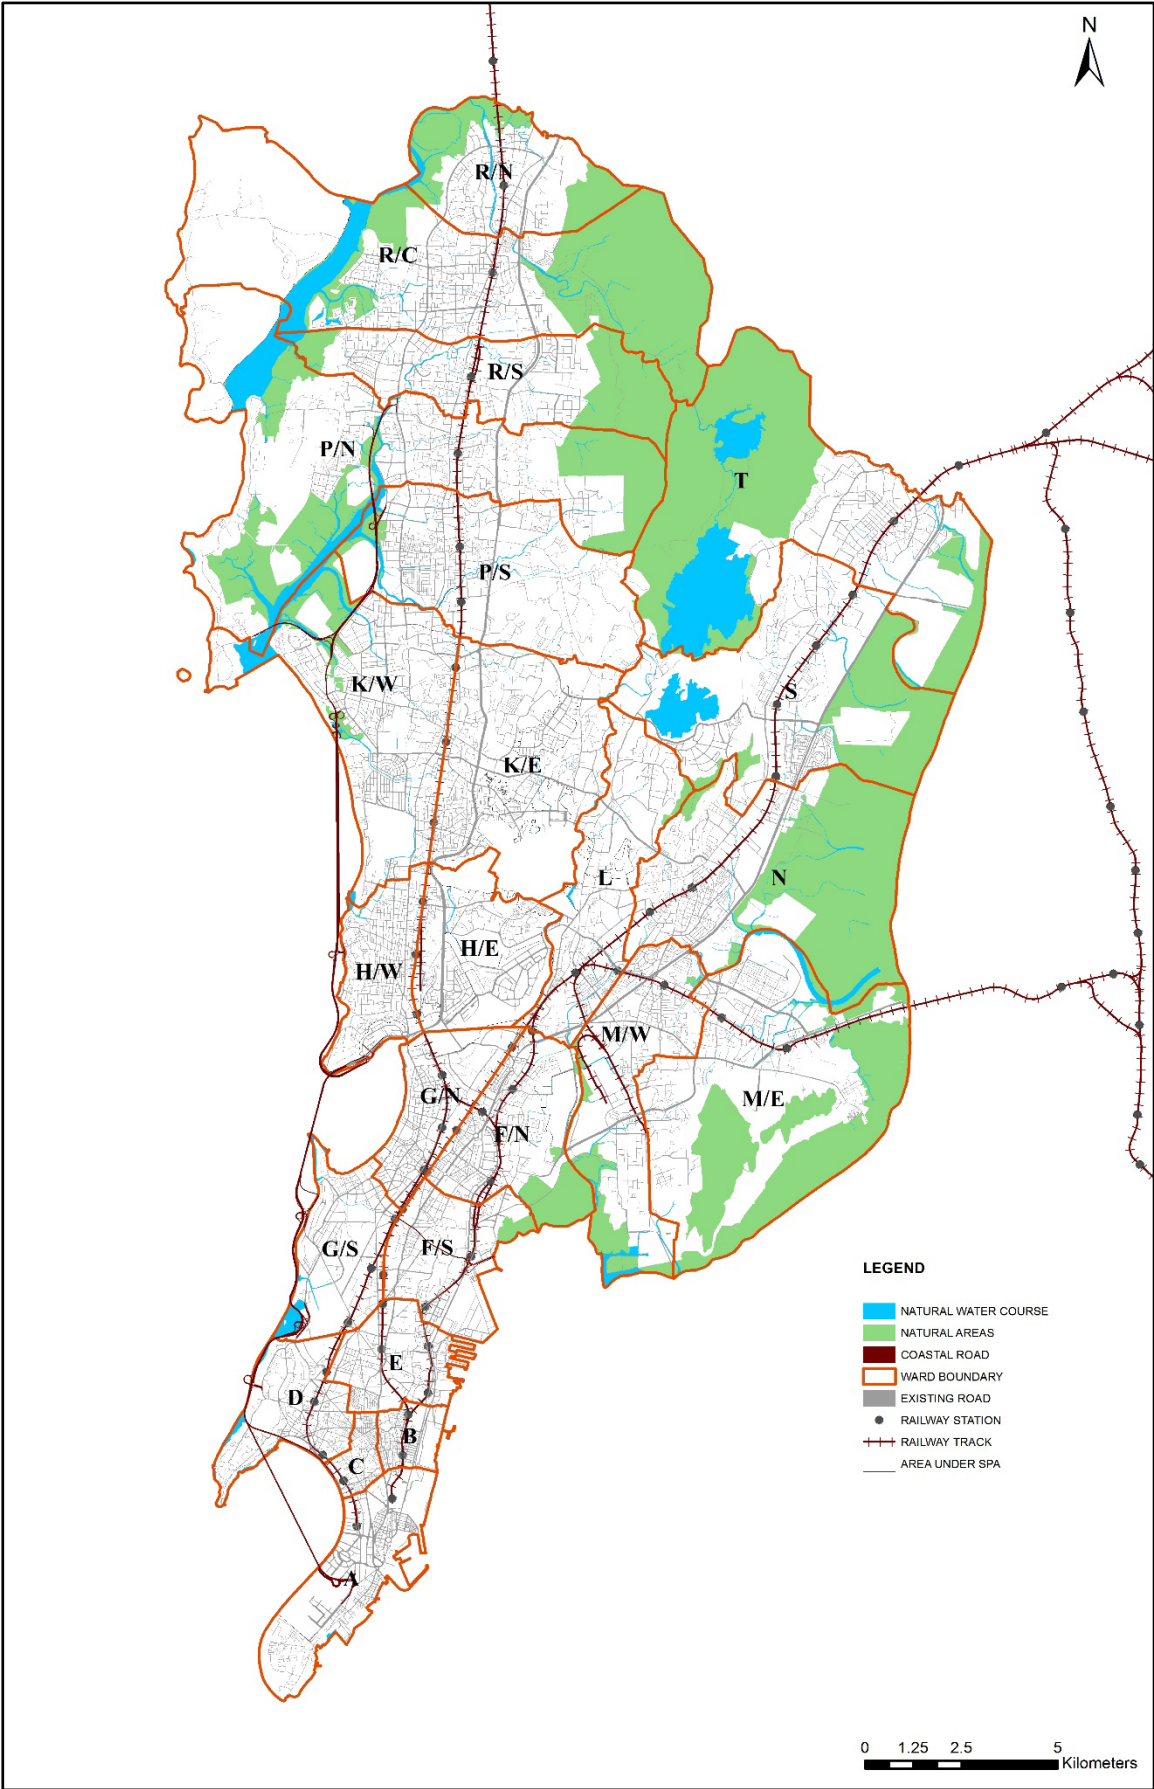 N
R/N
R/C
R/S
P/N
T
P/S
K/W
S
K/E
L
N
H/E
H/W
M/W
G/N
M/E
F/N
G/S
F/S
E
D
B
C
A
LEGEND
NATURAL WATER COURSE
NATURAL AREAS
COASTAL ROAD
WARD BOUNDARY
EXISTING ROAD
RAILWAY STATION
RAILWAY TRACK
AREA UNDER SPA
0 1.25 2.5 5
Kilometers